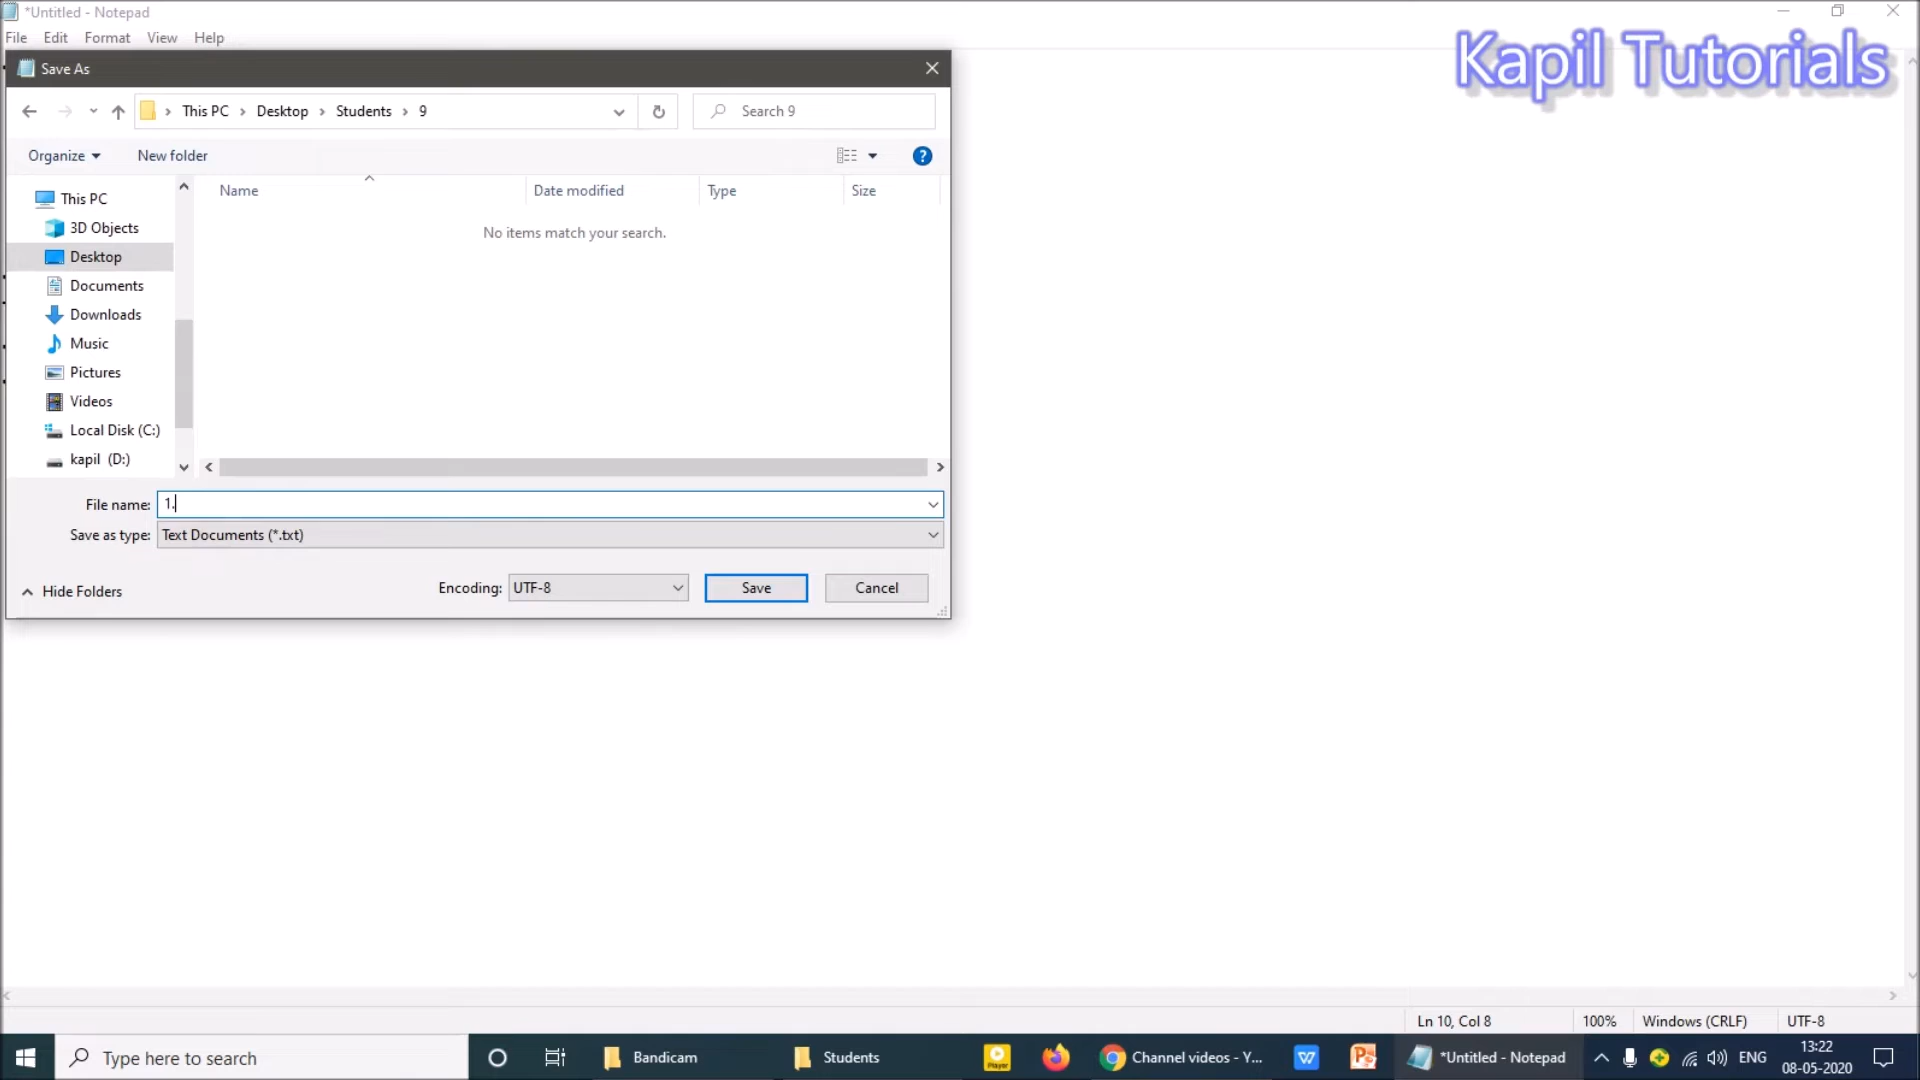 *Untitled - Notepad
File Edit Format View Help
Kapil Tutorials
Save As
This PC Desktop Students 9
Search 9
Organize New folder
Name Date modified Type Size
No items match your search.
This PC
3D Objects
Desktop
Documents
Downloads
Music
Pictures
Videos
Local Disk (C:)
kapil (D:)
File name: 1.
Save as type: Text Documents (*.txt)
Hide Folders
Encoding: UTF-8 Save Cancel
Ln 10, Col 8 100% Windows (CRLF) UTF-8
Type here to search
Bandicam
Students
Player
Channel videos - Y...
*Untitled - Notepad
ENG
13:22
08-05-2020